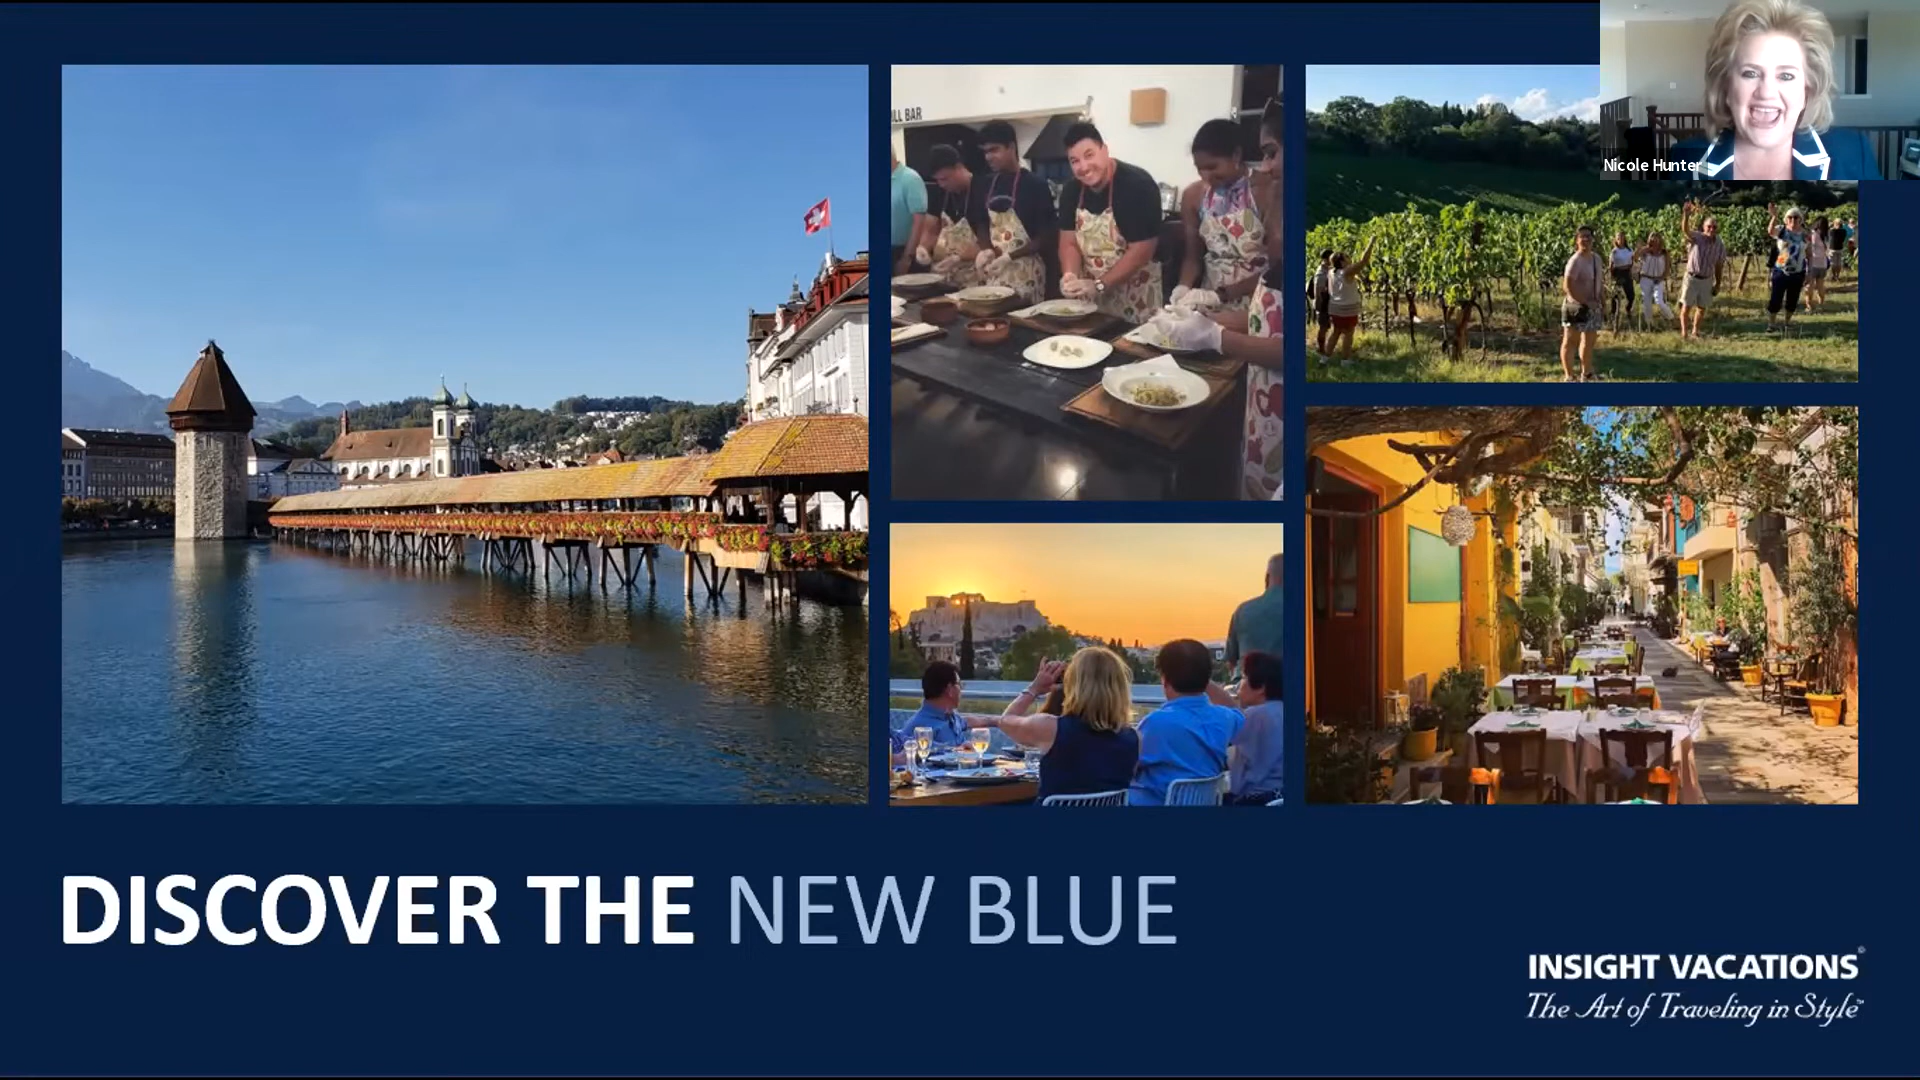 LL BAR
Nicole Hunter
DISCOVER THE NEW BLUE
INSIGHT VACATIONS®
The Art of Traveling in Style™